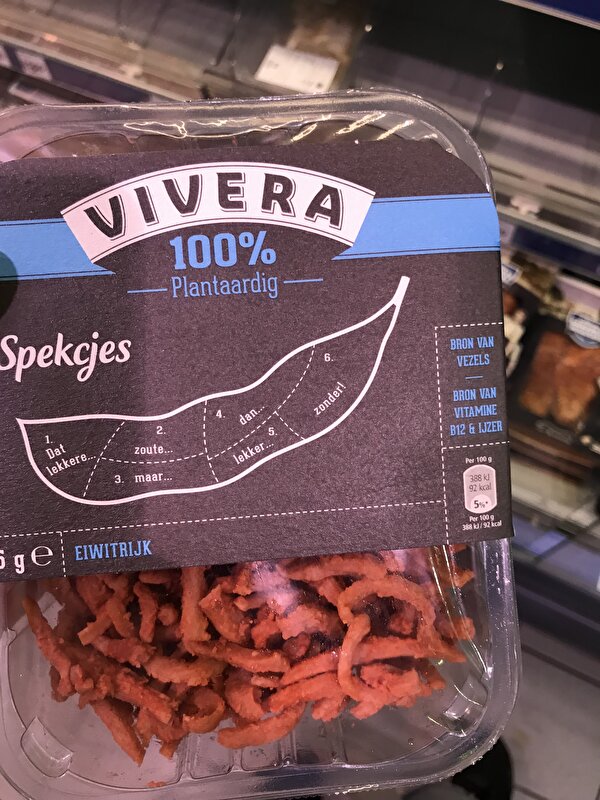 VIVERA
100%
Plantaardig
Spekcjes
1.
Dat
lekkere...
2.
zoute...
3. maar...
4.
dan...
5.
lekker...
6.
zonder!
BRON VAN
VEZELS
BRON VAN
VITAMINE
B12 & IJZER
Per 100 g
388 kJ
92 kcal
5%*
Per 100 g
388 kJ / 92 kcal
g e
EIWITRIJK